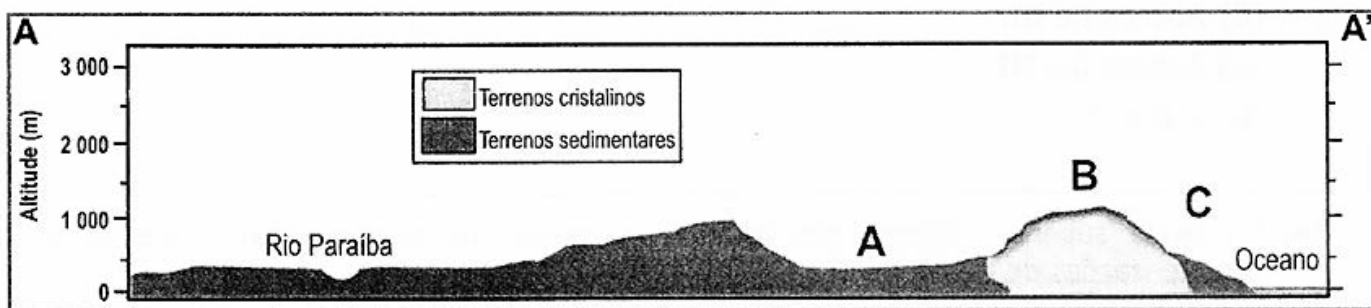 A A'
3 000
2 000
1 000
0
Altitude (m)
Terrenos cristalinos
Terrenos sedimentares
Rio Paraíba
A
B
C
Oceano